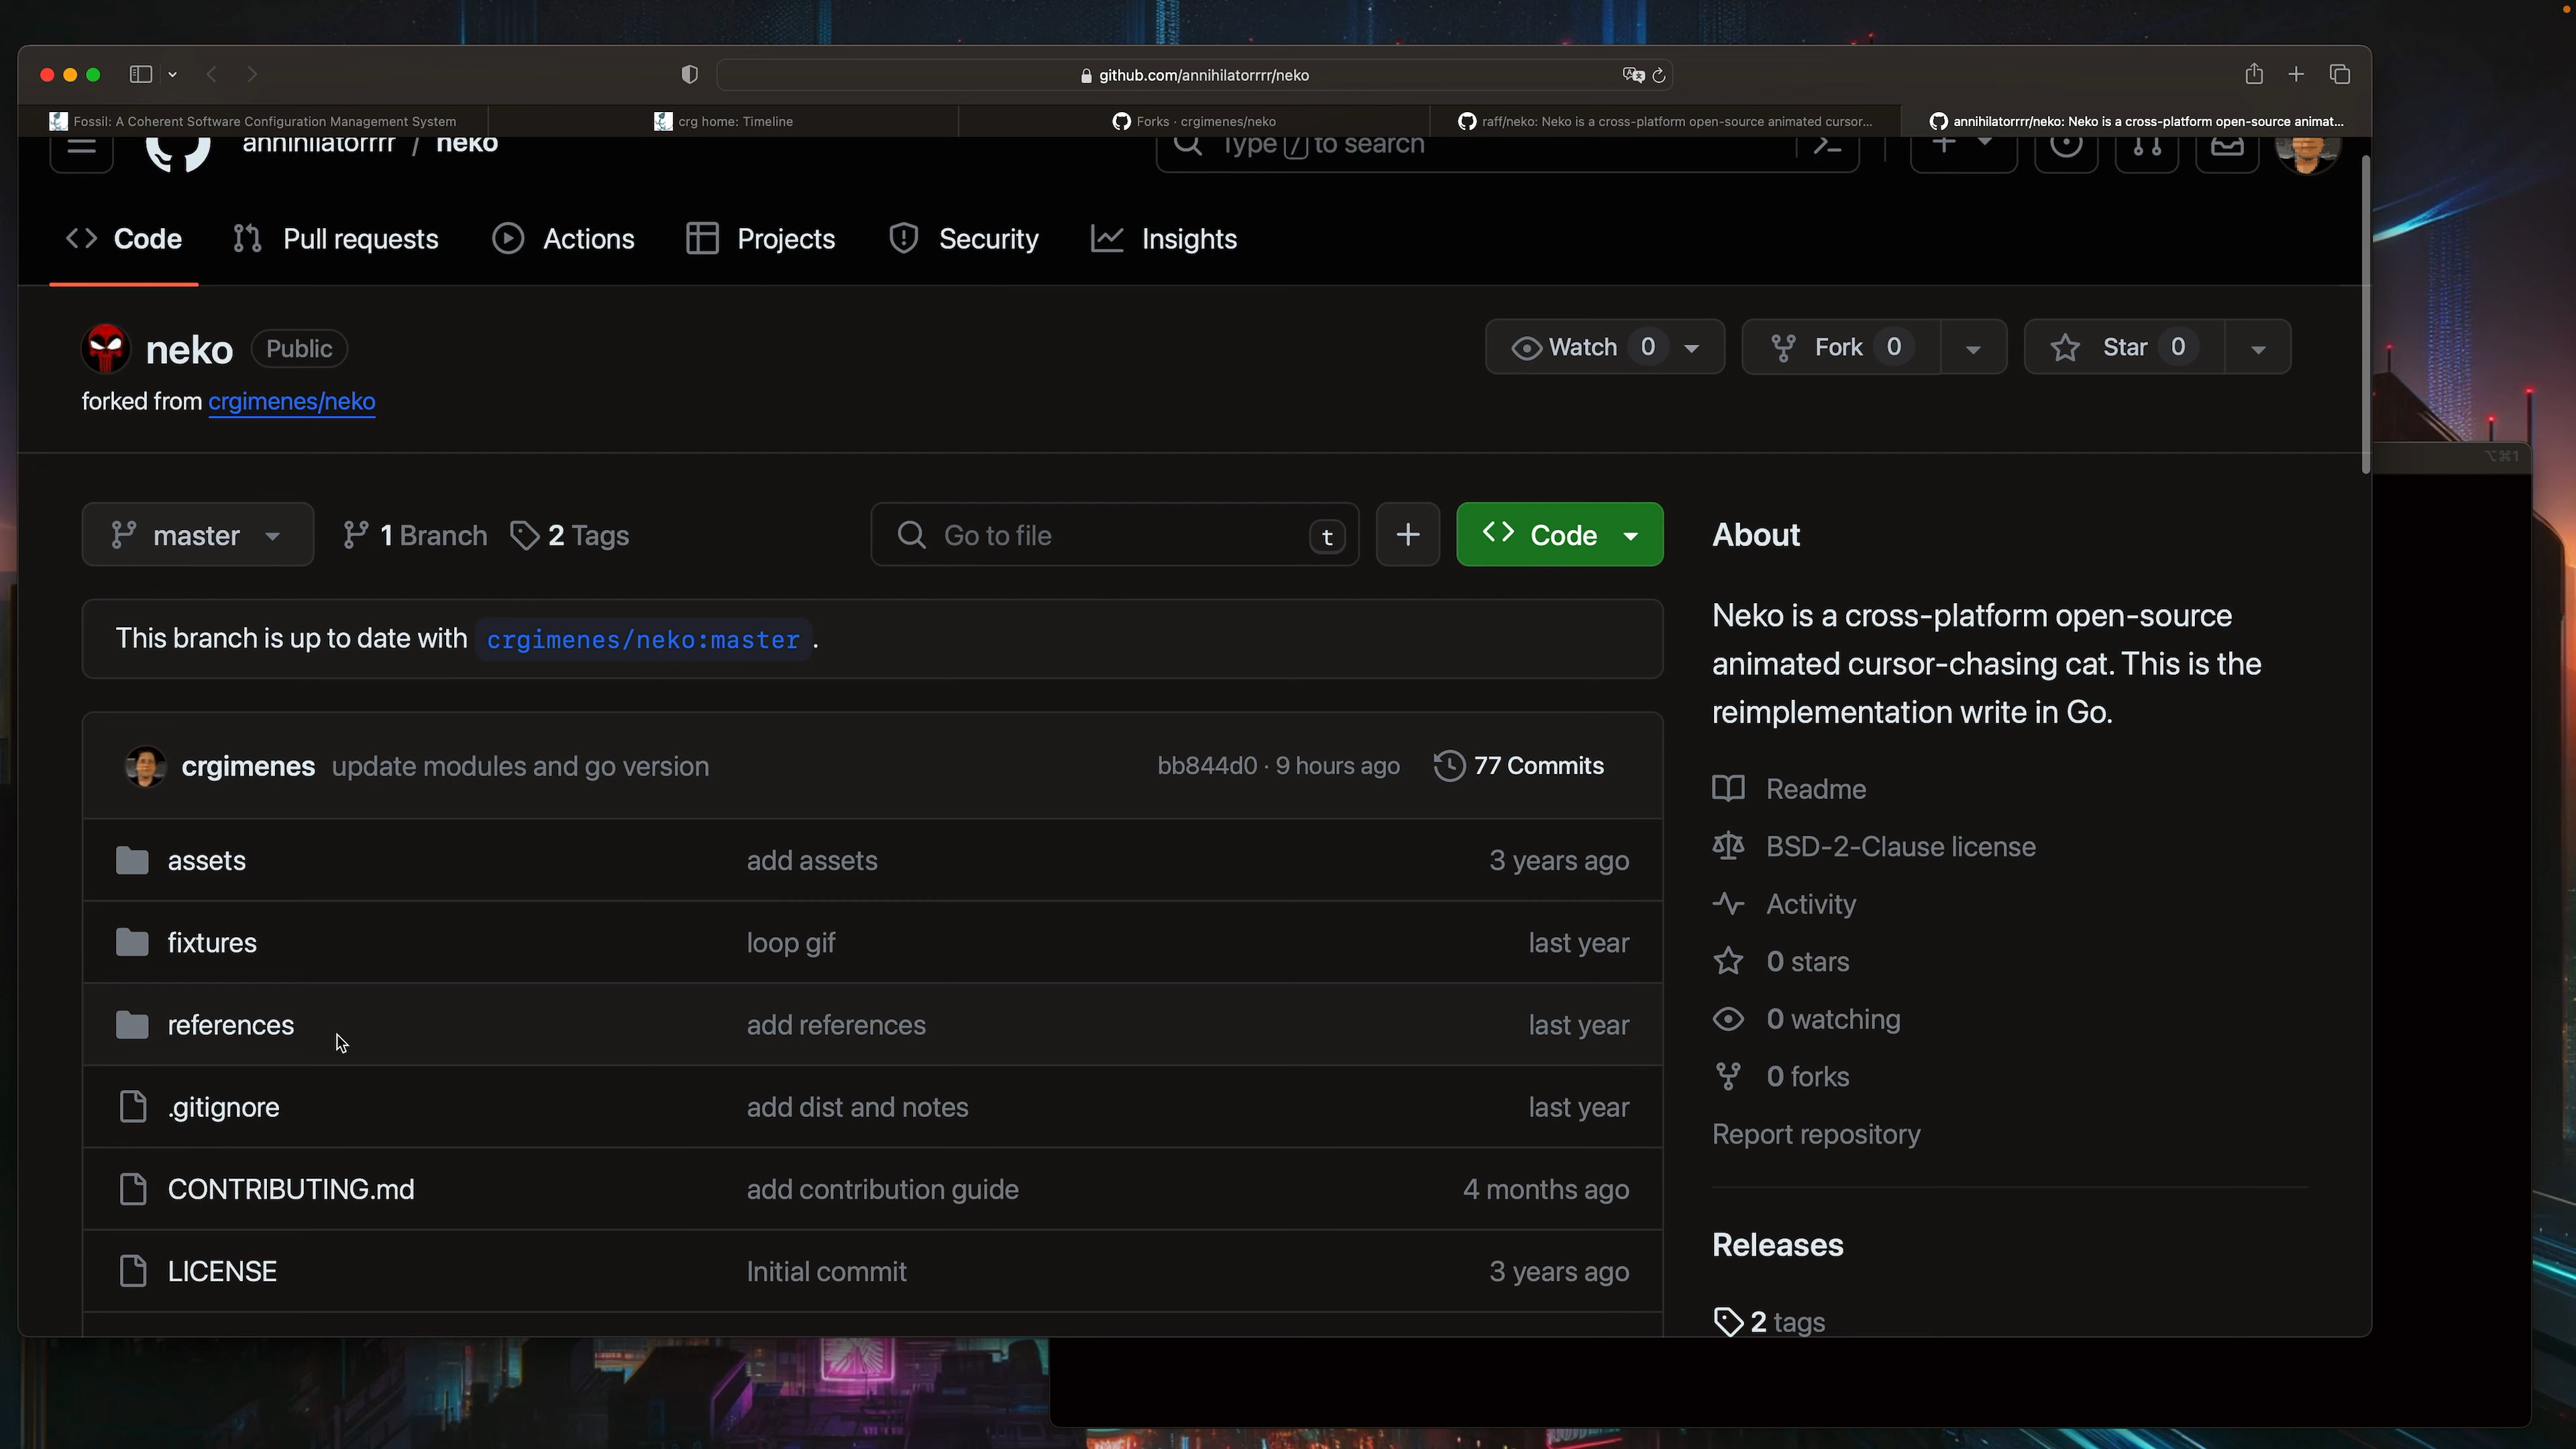 github.com/annihilatorrrr/neko
Fossil: A Coherent Software Configuration Management System
crg home: Timeline
Forks · crgimenes/neko
raff/neko: Neko is a cross-platform open-source animated cursor...
annihilatorrrr/neko: Neko is a cross-platform open-source animat...
annihilatorrrr / neko
Type / to search
Code
Pull requests
Actions
Projects
Security
Insights
neko Public
Watch 0
Fork 0
Star 0
forked from crgimenes/neko
⌥⌘1
master
1 Branch
2 Tags
Go to file t
Code
About
This branch is up to date with crgimenes/neko:master.
Neko is a cross-platform open-source
animated cursor-chasing cat. This is the
reimplementation write in Go.
crgimenes update modules and go version bb844d0 · 9 hours ago 77 Commits
assets add assets 3 years ago
fixtures loop gif last year
references add references last year
.gitignore add dist and notes last year
CONTRIBUTING.md add contribution guide 4 months ago
LICENSE Initial commit 3 years ago
Readme
BSD-2-Clause license
Activity
0 stars
0 watching
0 forks
Report repository
Releases
2 tags